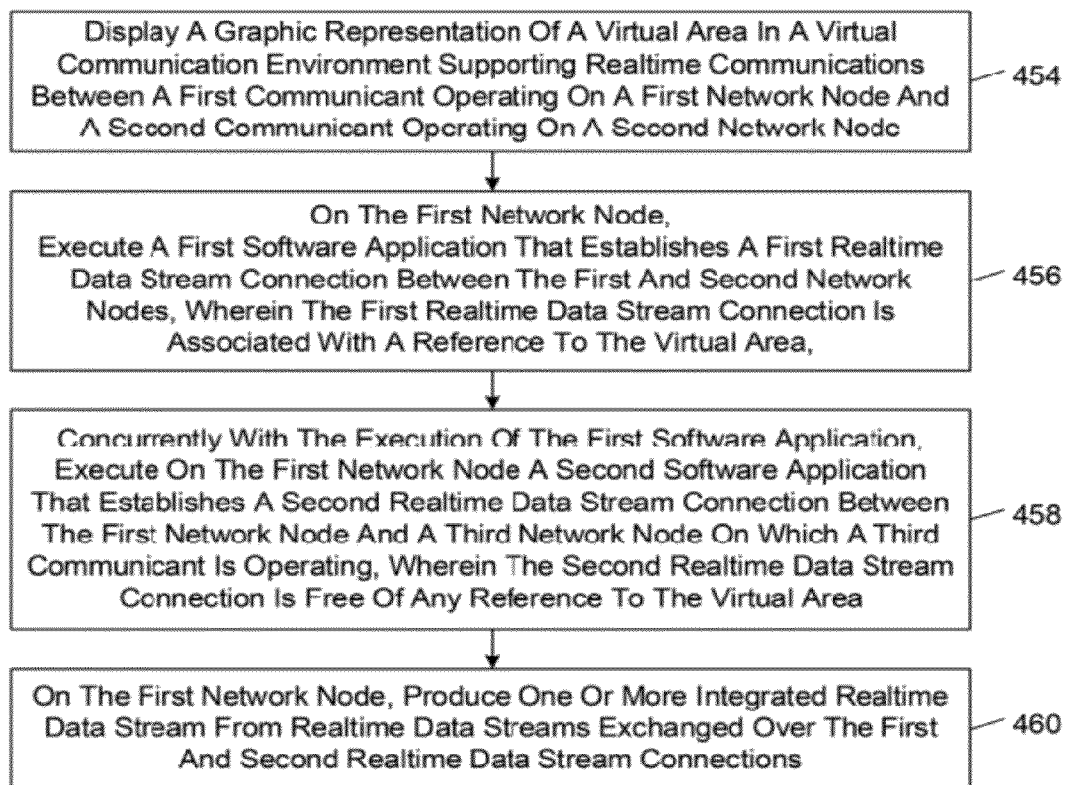 Display A Graphic Representation Of A Virtual Area In A Virtual
Communication Environment Supporting Realtime Communications
Between A First Communicant Operating On A First Network Node And
A Second Communicant Operating On A Second Network Node
454
On The First Network Node,
Execute A First Software Application That Establishes A First Realtime
Data Stream Connection Between The First And Second Network
Nodes, Wherein The First Realtime Data Stream Connection Is
Associated With A Reference To The Virtual Area,
456
Concurrently With The Execution Of The First Software Application,
Execute On The First Network Node A Second Software Application
That Establishes A Second Realtime Data Stream Connection Between
The First Network Node And A Third Network Node On Which A Third
Communicant Is Operating, Wherein The Second Realtime Data Stream
Connection Is Free Of Any Reference To The Virtual Area
458
On The First Network Node, Produce One Or More Integrated Realtime
Data Stream From Realtime Data Streams Exchanged Over The First
And Second Realtime Data Stream Connections
460